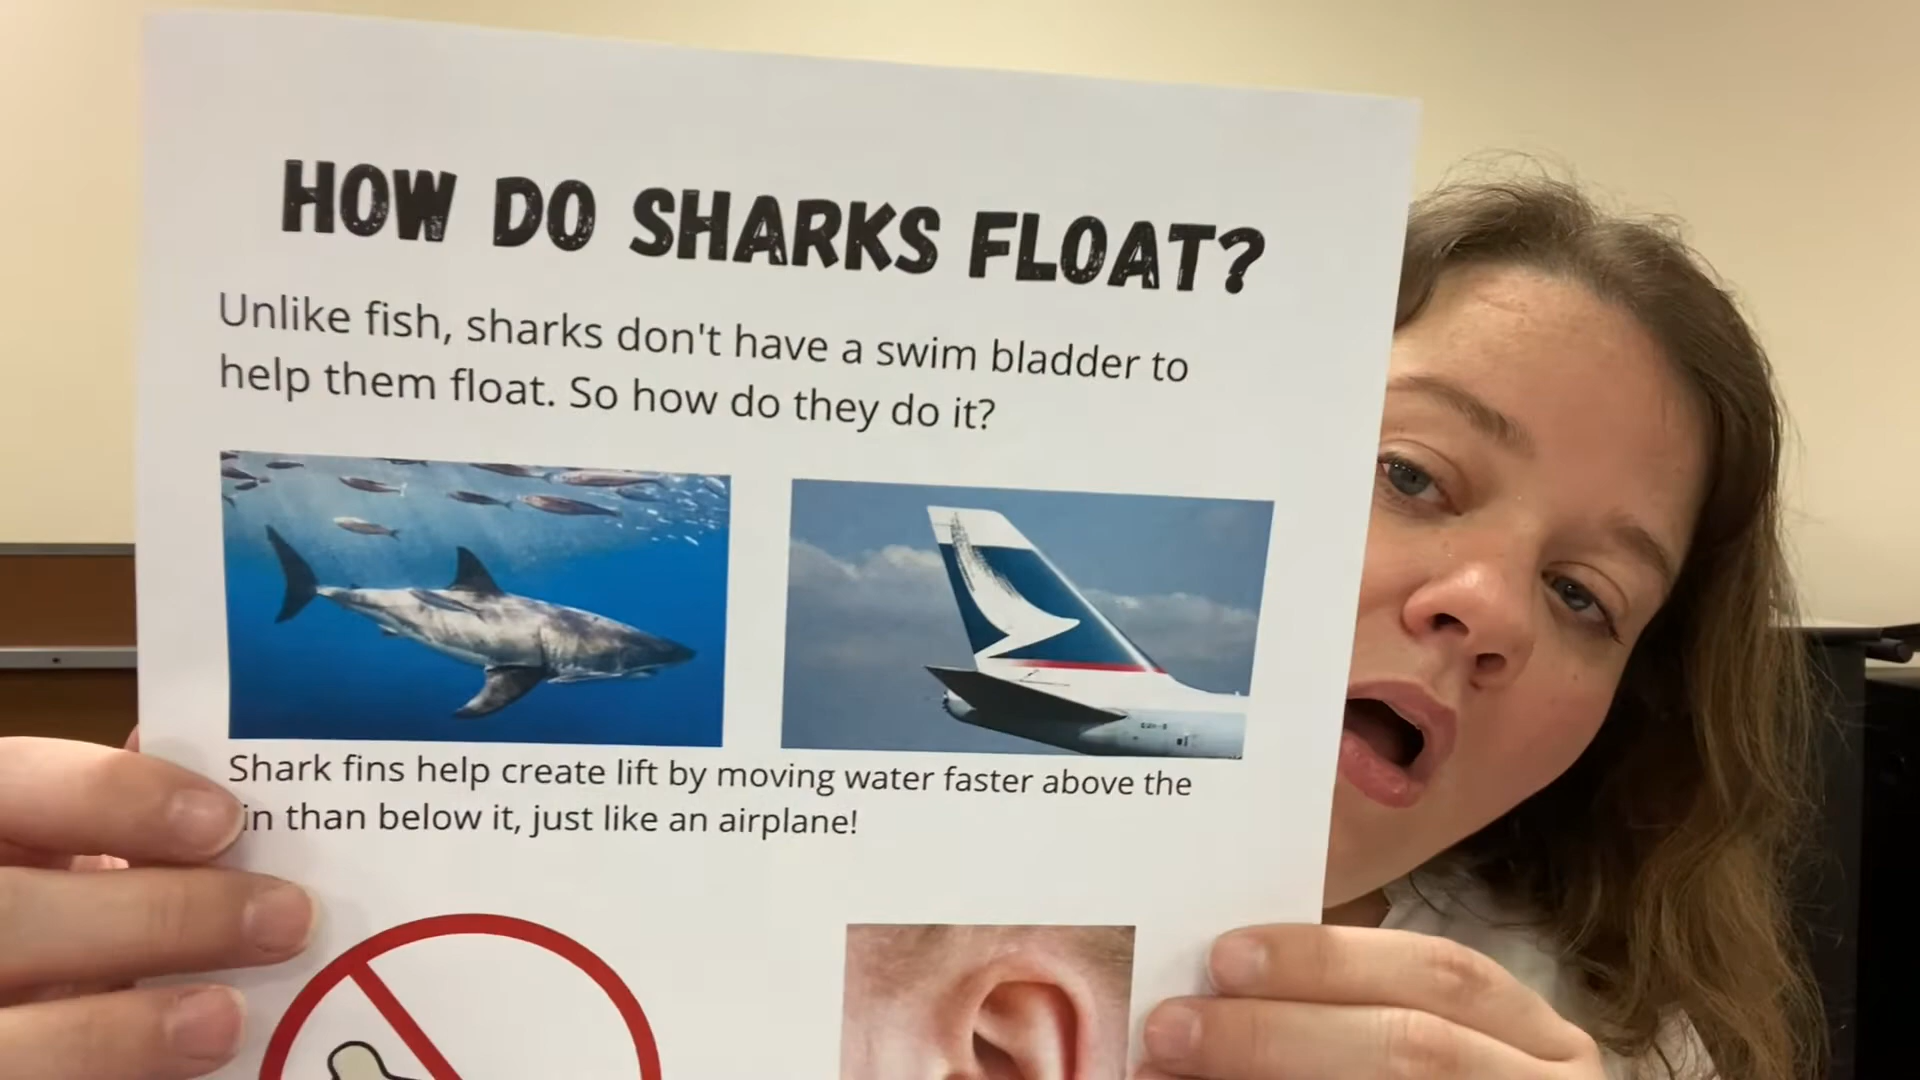 HOW DO SHARKS FLOAT?
Unlike fish, sharks don't have a swim bladder to
help them float. So how do they do it?
Shark fins help create lift by moving water faster above the
in than below it, just like an airplane!